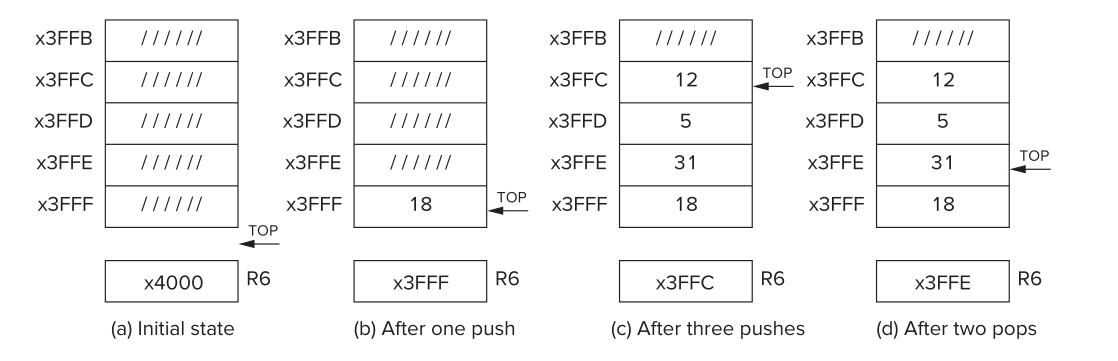 x3FFB ////// x3FFB ////// x3FFB ////// x3FFB //////
x3FFC ////// x3FFC ////// x3FFC 12 TOP x3FFC 12
x3FFD ////// x3FFD ////// x3FFD 5 x3FFD 5
x3FFE ////// x3FFE ////// x3FFE 31 x3FFE 31 TOP
x3FFF ////// x3FFF 18 TOP x3FFF 18 x3FFF 18
TOP
x4000 R6 x3FFF R6 x3FFC R6 x3FFE R6
(a) Initial state (b) After one push (c) After three pushes (d) After two pops